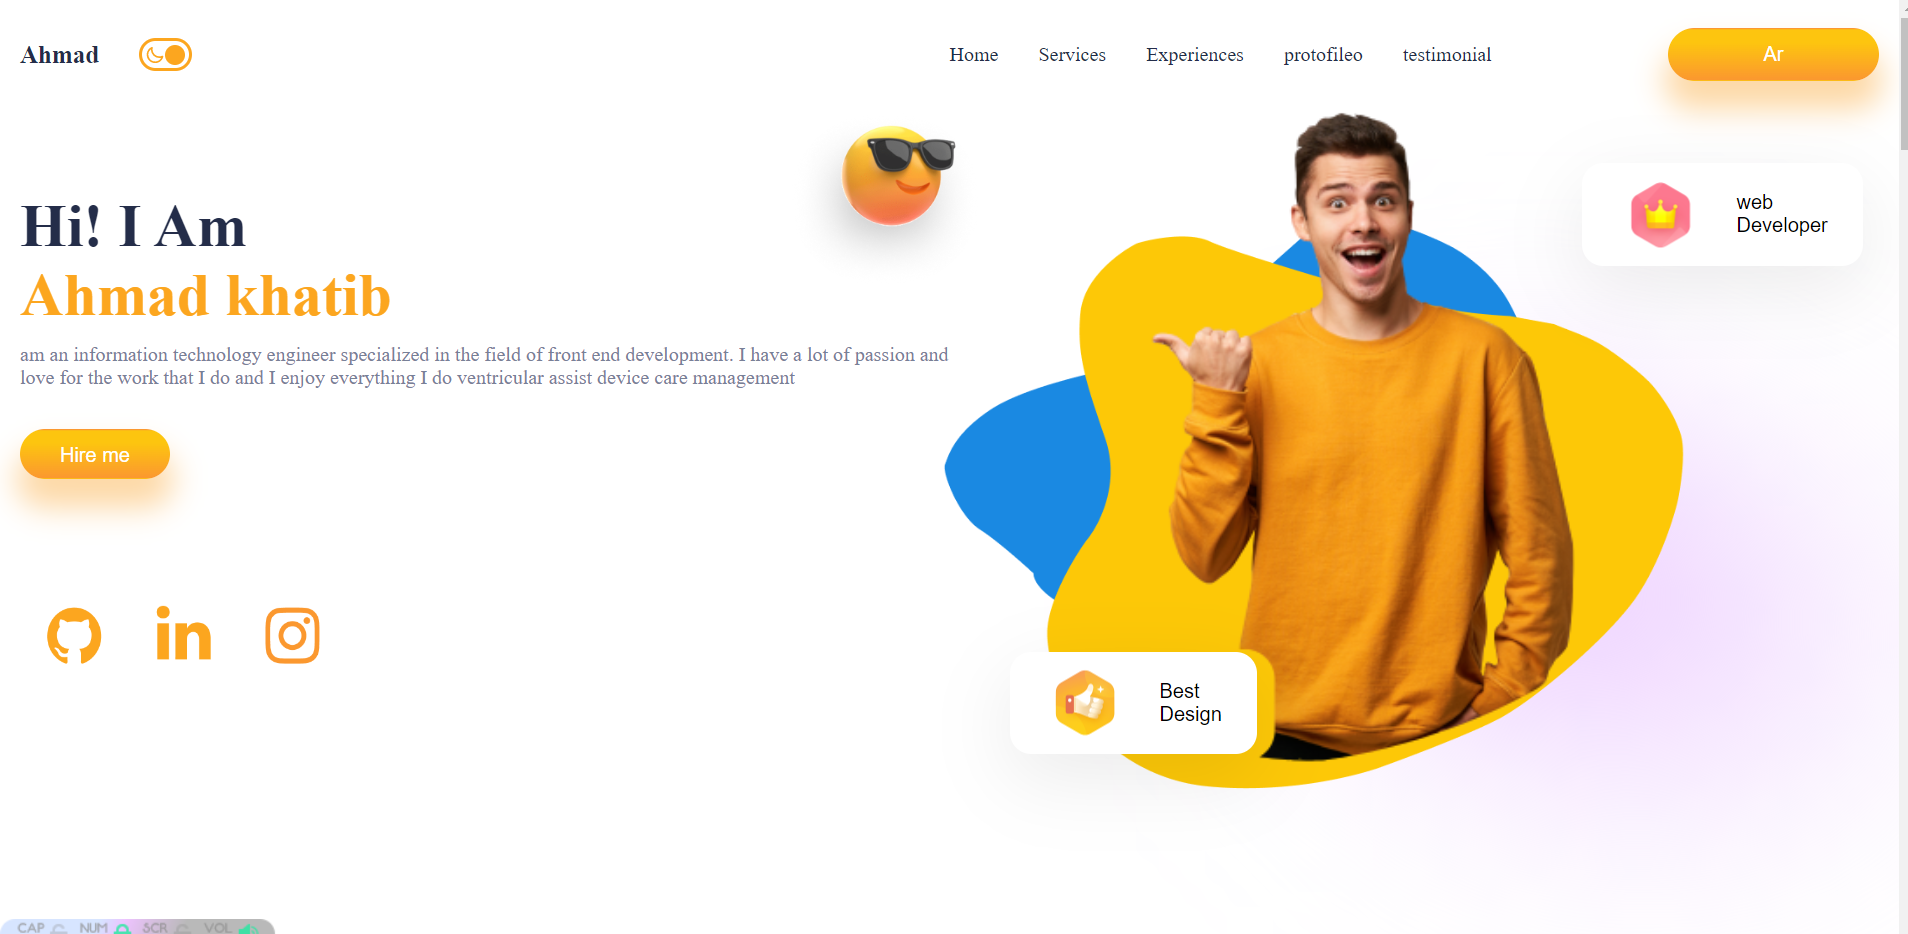 Ahmad
Home Services Experiences protofileo testimonial
Ar
Hi! I Am
Ahmad khatib
am an information technology engineer specialized in the field of front end development. I have a lot of passion and
love for the work that I do and I enjoy everything I do ventricular assist device care management
Hire me
in
web
Developer
Best
Design
CAP NUM SCR VOL